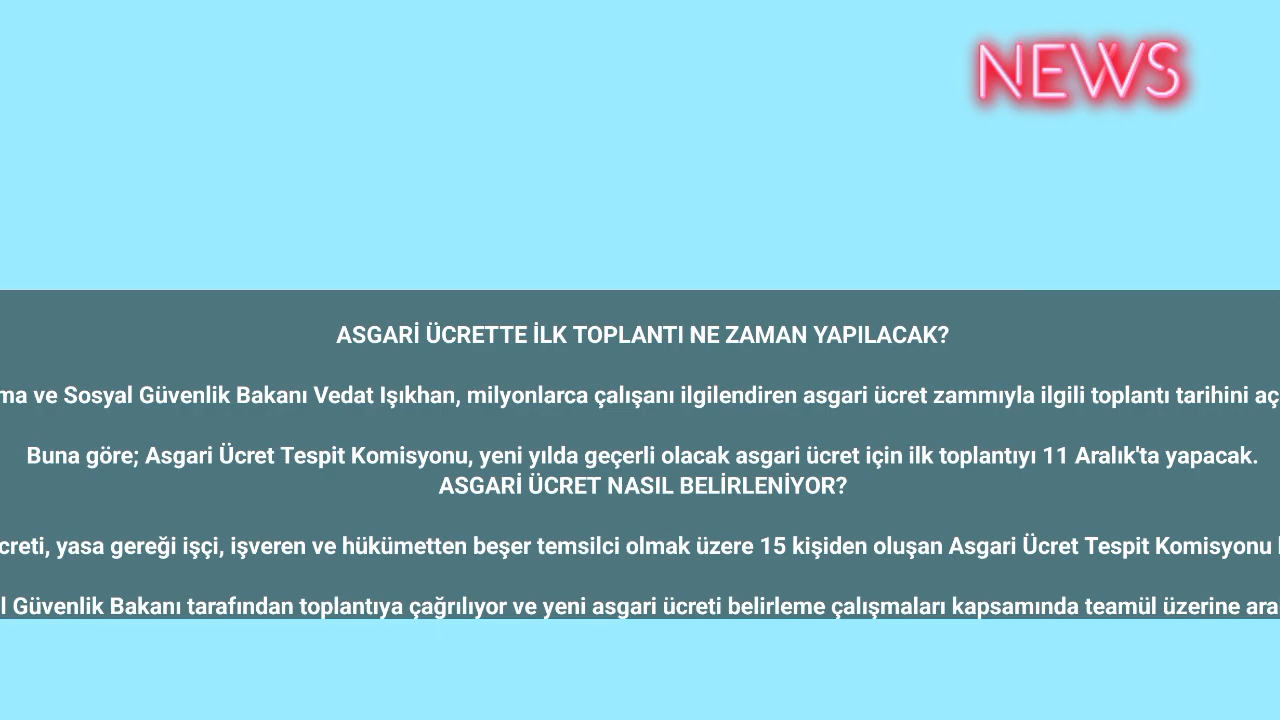 NEWS
ASGARİ ÜCRETTE İLK TOPLANTI NE ZAMAN YAPILACAK?
ve Sosyal Güvenlik Bakanı Vedat Işıkhan, milyonlarca çalışanı ilgilendiren asgari ücret zammıyla ilgili toplantı tarihini
Buna göre; Asgari Ücret Tespit Komisyonu, yeni yılda geçerli olacak asgari ücret için ilk toplantıyı 11 Aralık'ta yapacak.
ASGARİ ÜCRET NASIL BELİRLENİYOR?
yasa gereği işçi, işveren ve hükümetten beşer temsilci olmak üzere 15 kişiden oluşan Asgari Ücret Tespit Komisyonu
Güvenlik Bakanı tarafından toplantıya çağrılıyor ve yeni asgari ücreti belirleme çalışmaları kapsamında teamül üzerine